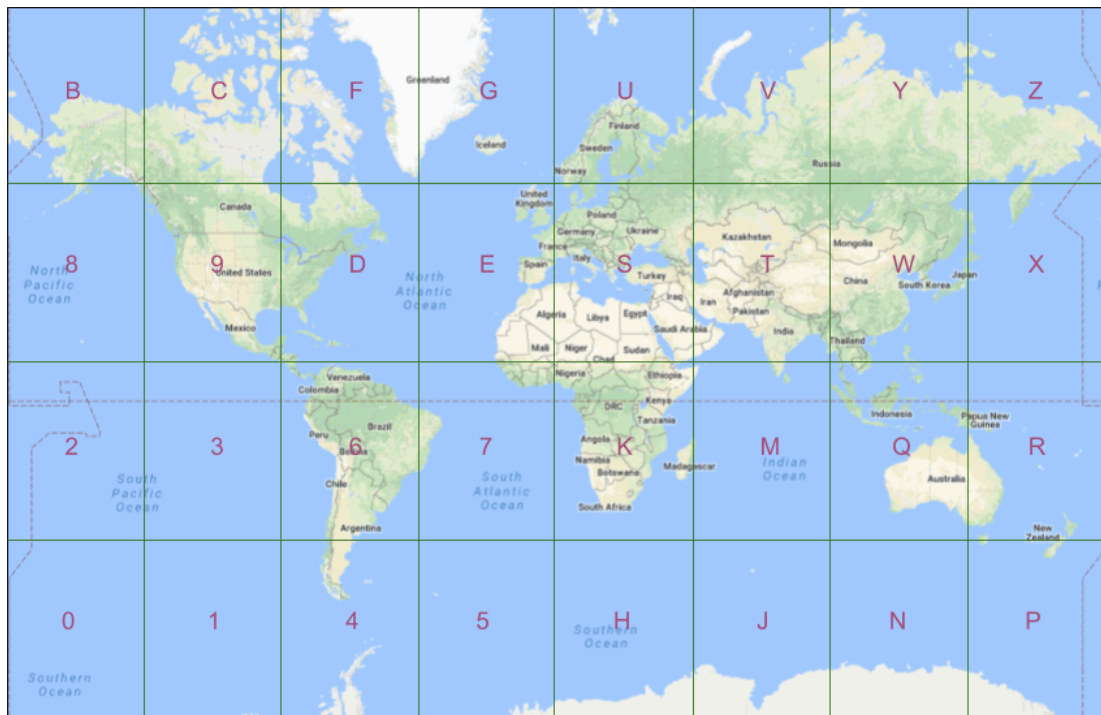 Greenland
B
C
F
G
U
V
Y
Z
Iceland
Finland
Sweden
Norway
Russia
United
Kingdom
Canada
Poland
Germany
Ukraine
Kazakhstan
Mongolia
France
Italy
Spain
Turkey
North
Pacific
Ocean
8
9
United States
D
North
Atlantic
Ocean
E
S
T
W
X
China
Japan
South Korea
Iraq
Iran
Afghanistan
Pakistan
Algeria
Libya
Egypt
Saudi Arabia
India
Mexico
Mali
Niger
Chad
Sudan
Thailand
Venezuela
Colombia
Nigeria
Ethiopia
Kenya
DRC
Tanzania
Indonesia
Papua New
Guinea
Brazil
Peru
Bolivia
2
3
6
7
K
M
Q
R
Angola
Namibia
Botswana
Madagascar
Indian
Ocean
South
Pacific
Ocean
Chile
South
Atlantic
Ocean
Australia
South Africa
Argentina
New
Zealand
0
1
4
5
H
J
N
P
Southern
Ocean
Southern
Ocean